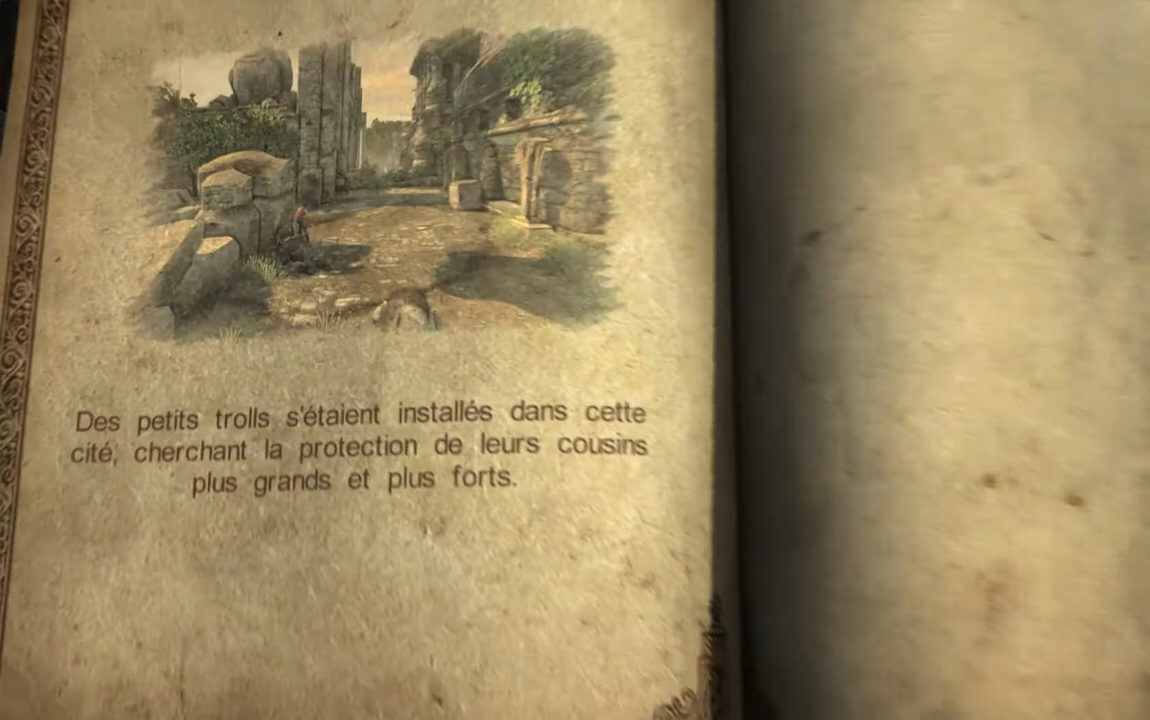 Des petits trolls s'étaient installés dans cette
cité, cherchant la protection de leurs cousins
plus grands et plus forts.